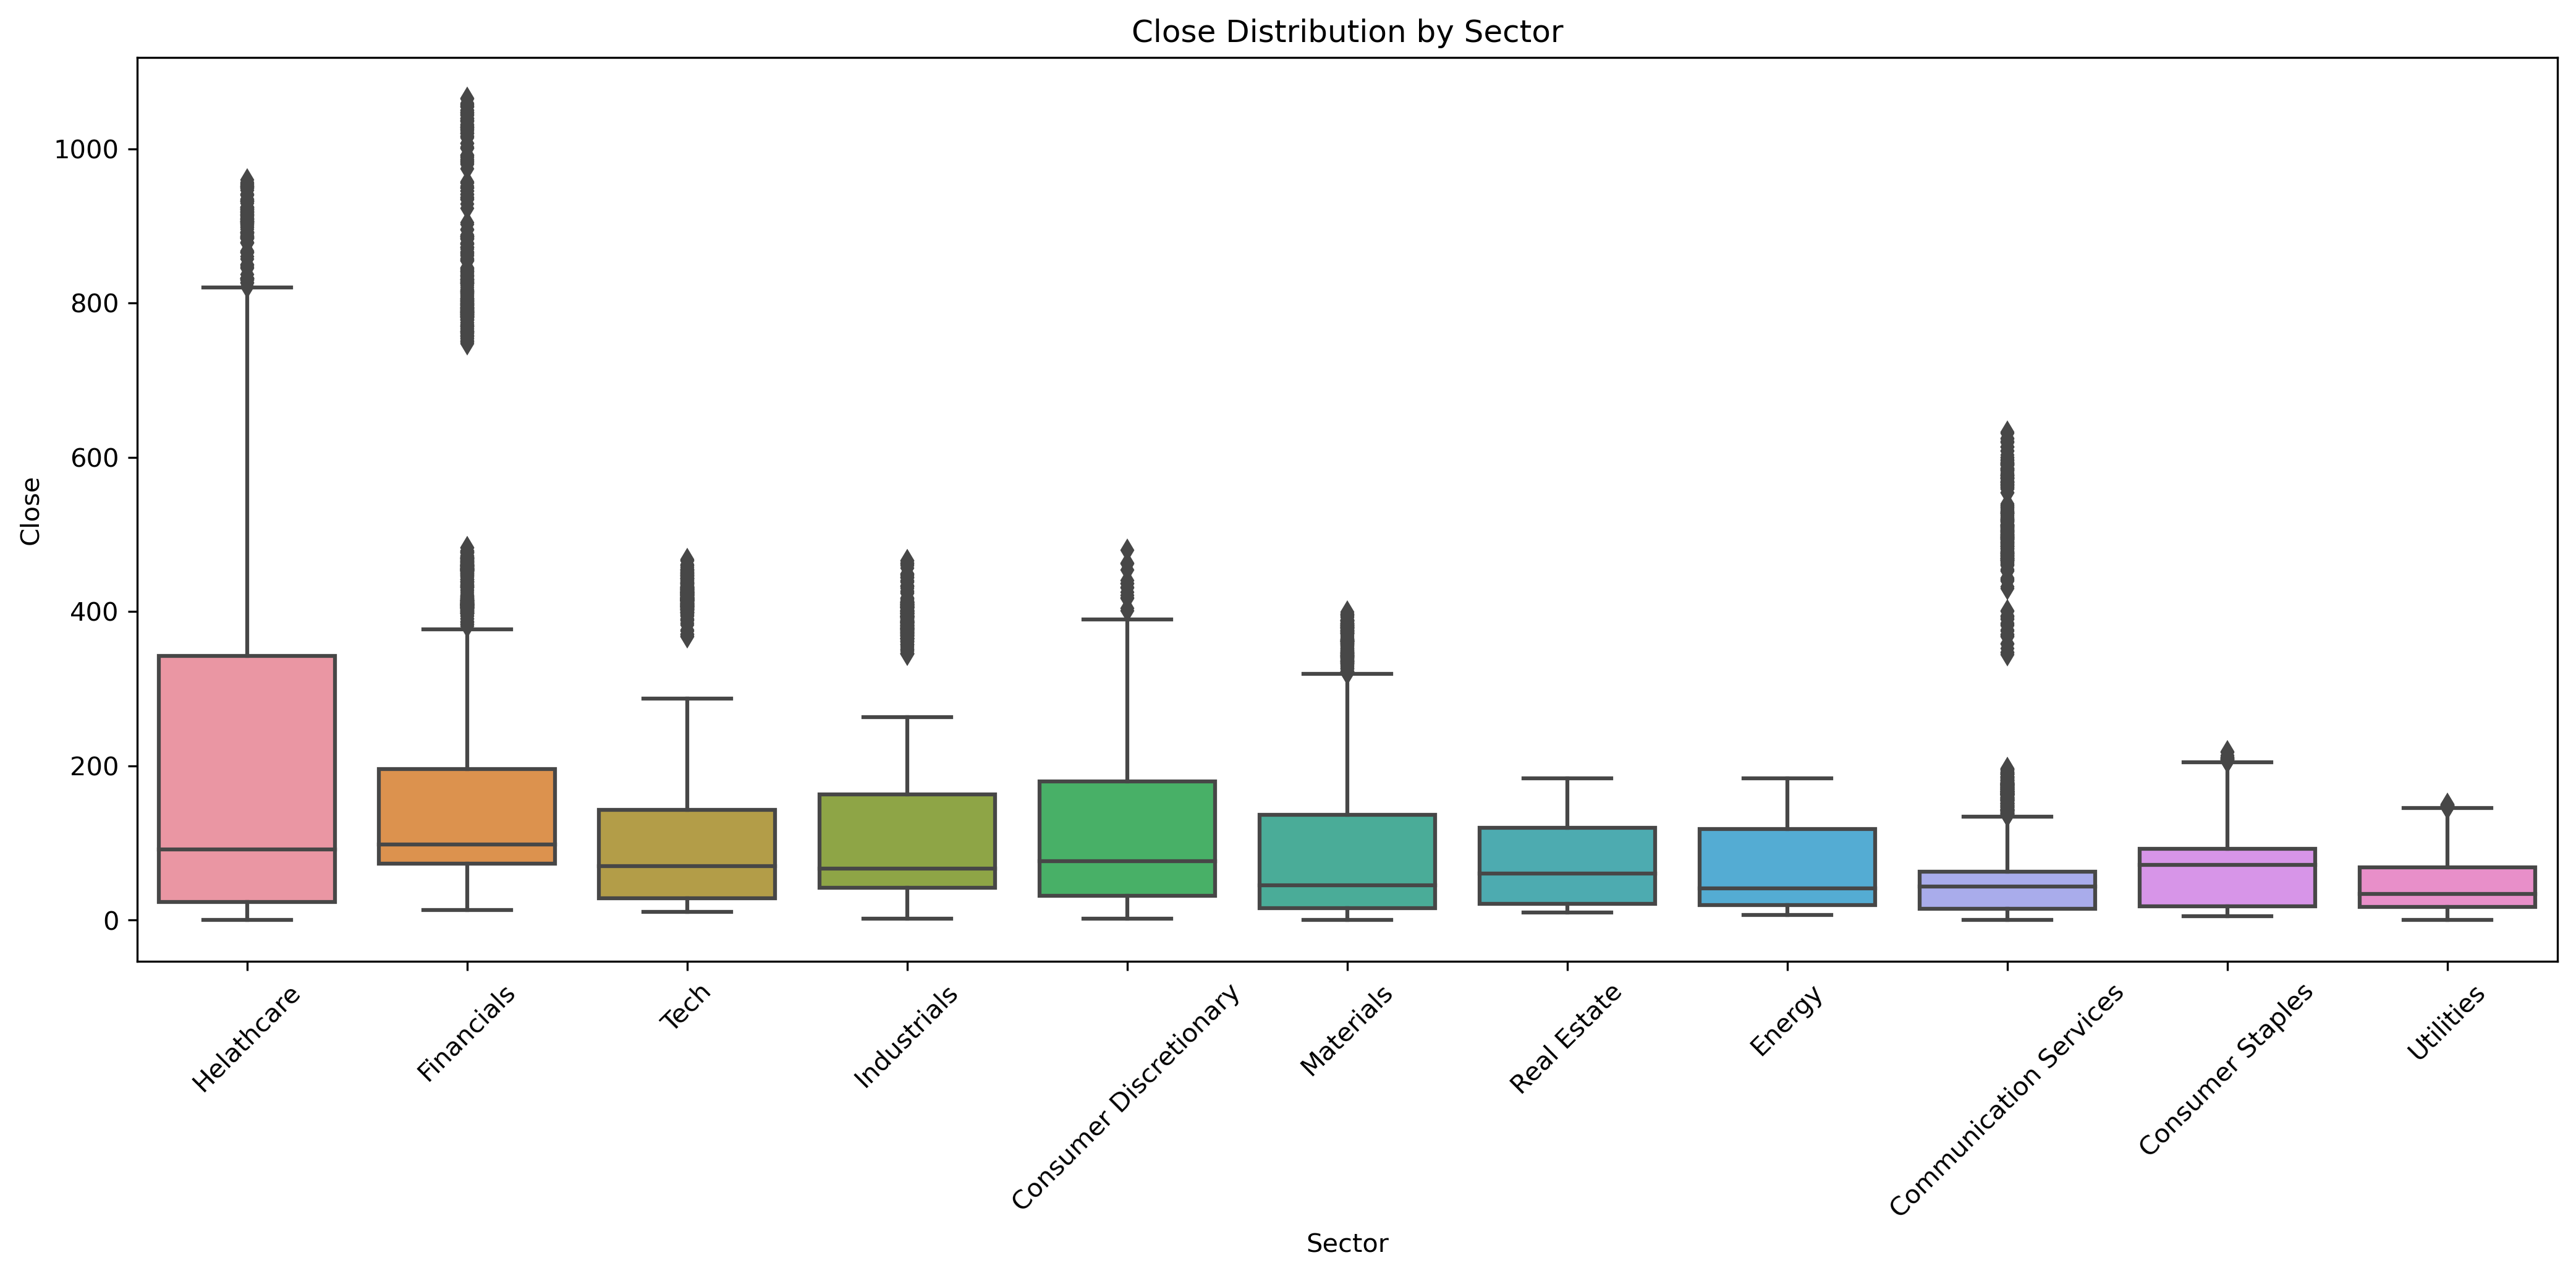 Close Distribution by Sector
Close
1000
800
600
400
200
0
Helathcare
Financials
Tech
Industrials
Consumer Discretionary
Materials
Real Estate
Energy
Communication Services
Consumer Staples
Utilities
Sector